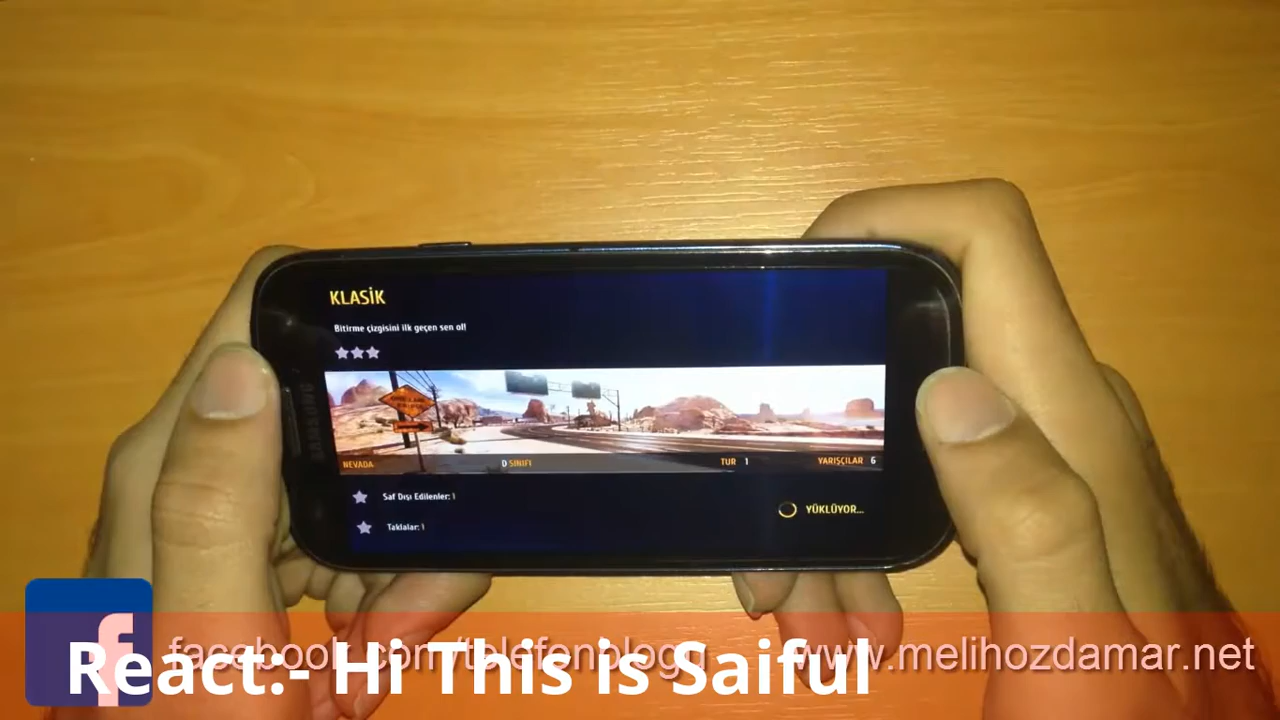 KLASİK
Bitirme çizgisini ilk geçen sen ol!
NEVADA
D SINIFI
TUR 1
YARIŞÇILAR 6
Saf Dışı Edilenler: 1
Taklalar: 1
YÜKLÜYOR...
SAMSUNG
f
facebook.com/telefonblogu
www.melihozdamar.net
React:- Hi This is Saiful